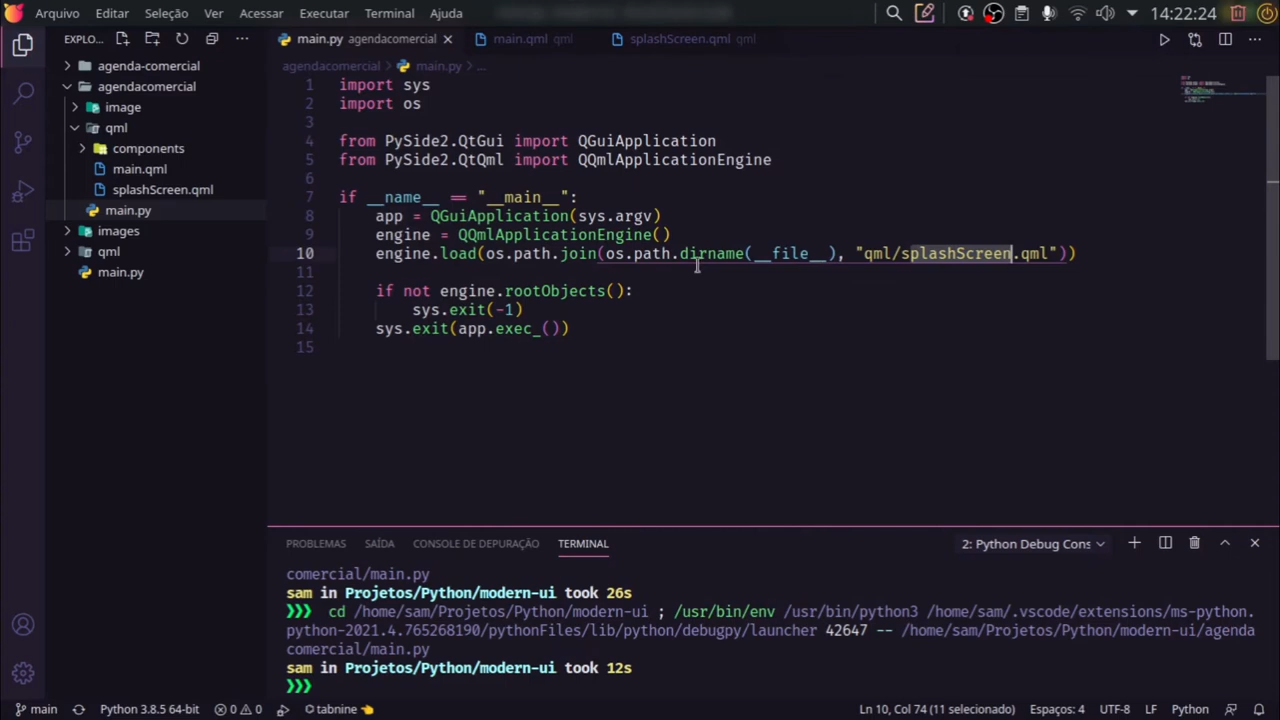 Arquivo Editar Seleção Ver Acessar Executar Terminal Ajuda
14:22:24
EXPLO...
main.py agendacomercial
main.qml qml
splashScreen.qml qml
agenda-comercial
agendacomercial
image
qml
components
main.qml
splashScreen.qml
main.py
images
qml
main.py
agendacomercial > main.py > ...
1 import sys
2 import os
3
4 from PySide2.QtGui import QGuiApplication
5 from PySide2.QtQml import QQmlApplicationEngine
6
7 if __name__ == "__main__":
8 app = QGuiApplication(sys.argv)
9 engine = QQmlApplicationEngine()
10 engine.load(os.path.join(os.path.dirname(__file__), "qml/splashScreen.qml"))
11
12 if not engine.rootObjects():
13 sys.exit(-1)
14 sys.exit(app.exec_())
15
PROBLEMAS SAÍDA CONSOLE DE DEPURAÇÃO TERMINAL
2: Python Debug Cons
comercial/main.py
sam in Projetos/Python/modern-ui took 26s
❯❯❯ cd /home/sam/Projetos/Python/modern-ui ; /usr/bin/env /usr/bin/python3 /home/sam/.vscode/extensions/ms-python.
python-2021.4.765268190/pythonFiles/lib/python/debugpy/launcher 42647 -- /home/sam/Projetos/Python/modern-ui/agenda
comercial/main.py
sam in Projetos/Python/modern-ui took 12s
❯❯❯
main Python 3.8.5 64-bit 0 0 tabnine 👈 Ln 10, Col 74 (11 selecionado) Espaços: 4 UTF-8 LF Python